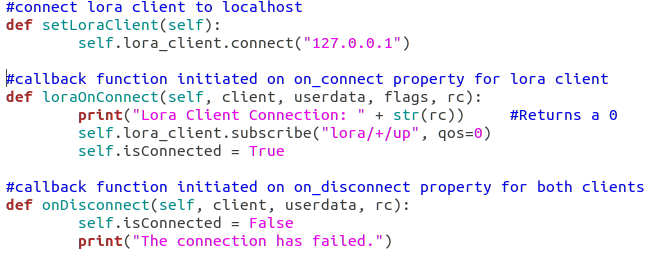 #connect lora client to localhost
def setLoraClient(self):
        self.lora_client.connect("127.0.0.1")

#callback function initiated on on_connect property for lora client
def loraOnConnect(self, client, userdata, flags, rc):
        print("Lora Client Connection: " + str(rc))     #Returns a 0
        self.lora_client.subscribe("lora/+/up", qos=0)
        self.isConnected = True

#callback function initiated on on_disconnect property for both clients
def onDisconnect(self, client, userdata, rc):
        self.isConnected = False
        print("The connection has failed.")